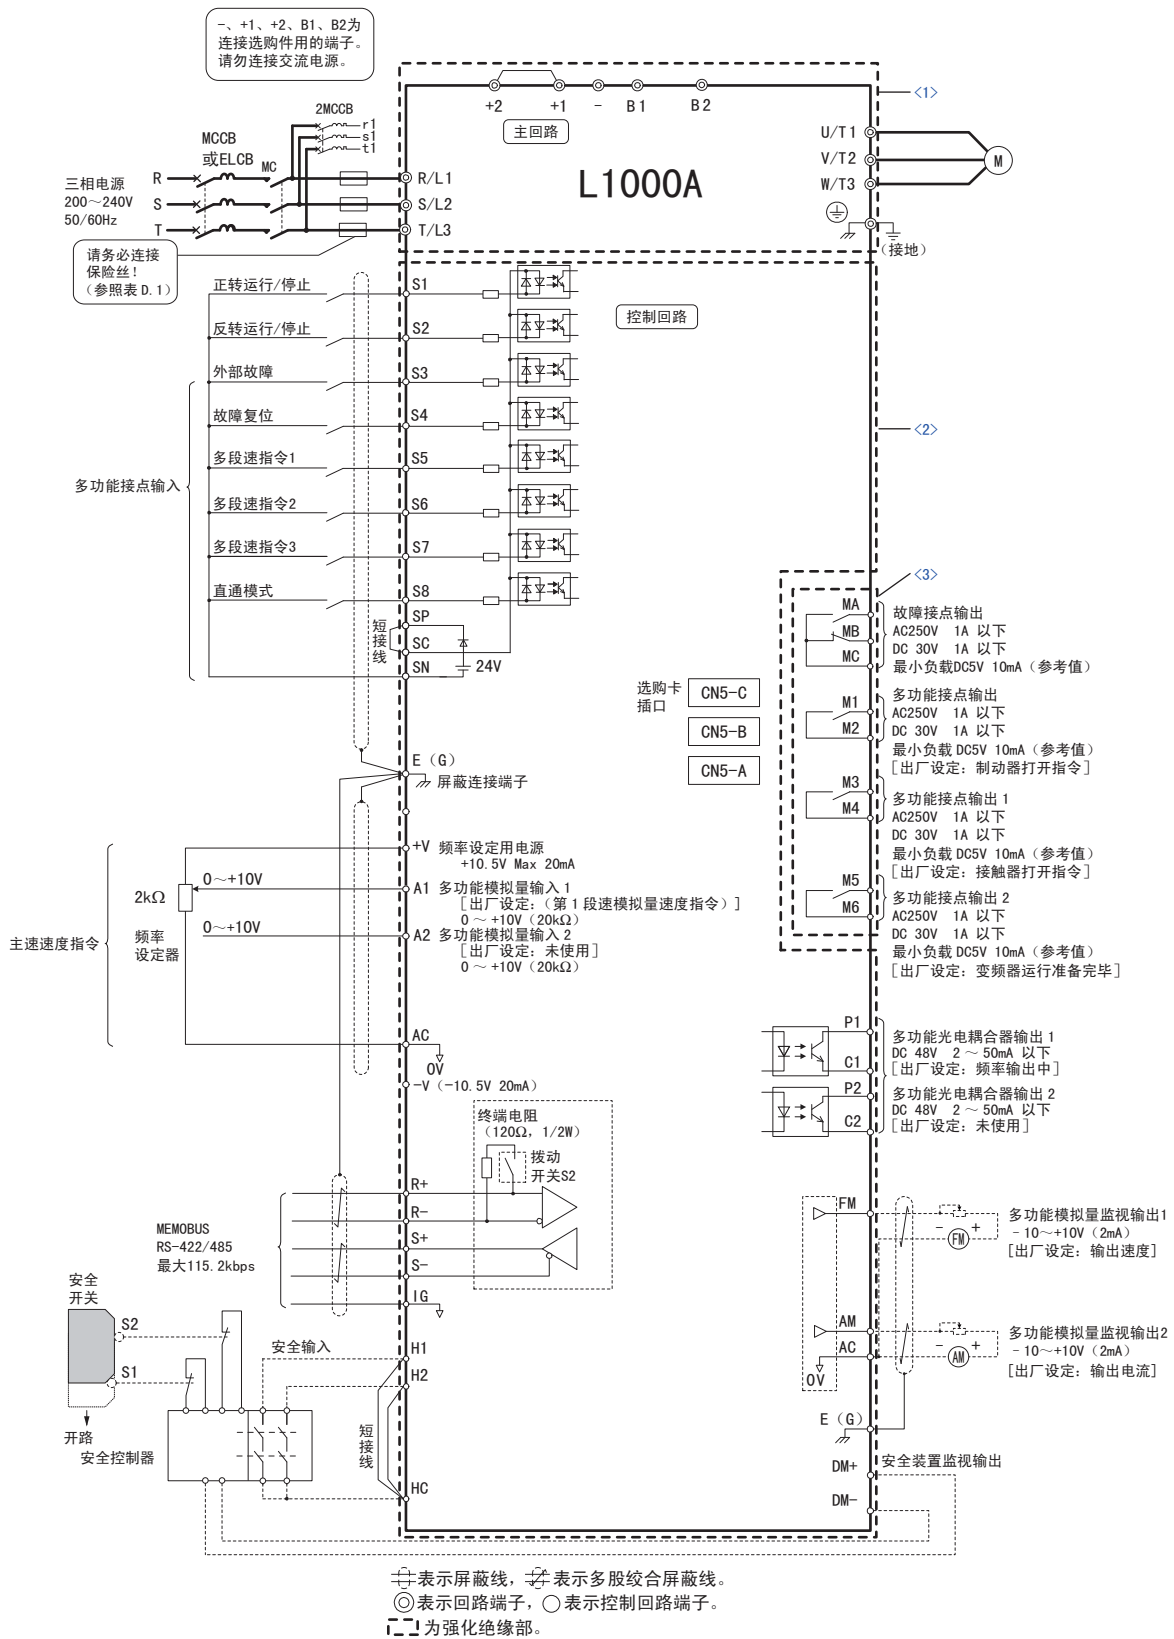 -、+1、+2、B1、B2为
连接选购件用的端子。
请勿连接交流电源。
<1>
+2
+1
-
B1
B2
主回路
2MCCB
r1
s1
t1
MCCB
或ELCB
MC
U/T1
V/T2
W/T3
M
L1000A
三相电源
200～240V
50/60Hz
R
S
T
R/L1
S/L2
T/L3
(接地)
请务必连接
保险丝！
（参照表 D.1）
<2>
控制回路
正转运行/停止
S1
反转运行/停止
S2
外部故障
S3
故障复位
S4
多段速指令1
S5
多功能接点输入
多段速指令2
S6
多段速指令3
S7
直通模式
S8
短接线
SP
SC
SN
24V
<3>
MA
MB
MC
故障接点输出
AC250V 1A 以下
DC 30V 1A 以下
最小负载DC5V 10mA（参考值）
选购卡
插口
CN5-C
CN5-B
CN5-A
M1
M2
多功能接点输出
AC250V 1A 以下
DC 30V 1A 以下
最小负载 DC5V 10mA（参考值）
[出厂设定：制动器打开指令]
M3
M4
多功能接点输出 1
AC250V 1A 以下
DC 30V 1A 以下
最小负载 DC5V 10mA（参考值）
[出厂设定：接触器打开指令]
M5
M6
多功能接点输出 2
AC250V 1A 以下
DC 30V 1A 以下
最小负载 DC5V 10mA（参考值）
[出厂设定：变频器运行准备完毕]
E（G）
屏蔽连接端子
+V 频率设定用电源
+10.5V Max 20mA
主速速度指令
2kΩ
0～+10V
频率
设定器
0～+10V
A1 多功能模拟量输入 1
[出厂设定：（第 1 段速模拟量速度指令）]
0 ～ +10V（20kΩ）
A2 多功能模拟量输入 2
[出厂设定：未使用]
0 ～ +10V（20kΩ）
AC
0V
-V（-10.5V 20mA）
P1
C1
多功能光电耦合器输出 1
DC 48V 2 ～ 50mA 以下
[出厂设定：频率输出中]
P2
C2
多功能光电耦合器输出 2
DC 48V 2 ～ 50mA 以下
[出厂设定：未使用]
终端电阻
（120Ω，1/2W）
拨动
开关S2
MEMOBUS
RS-422/485
最大115.2kbps
R+
R-
S+
S-
IG
FM
- +
FM
多功能模拟量监视输出1
- 10～+10V（2mA）
[出厂设定：输出速度]
AM
AC
0V
- +
AM
多功能模拟量监视输出2
- 10～+10V（2mA）
[出厂设定：输出电流]
E（G）
安全
开关
S2
S1
开路
安全控制器
安全输入
H1
H2
短接线
HC
DM+
DM-
安全装置监视输出
表示屏蔽线， 表示多股绞合屏蔽线。
表示回路端子， 表示控制回路端子。
为强化绝缘部。